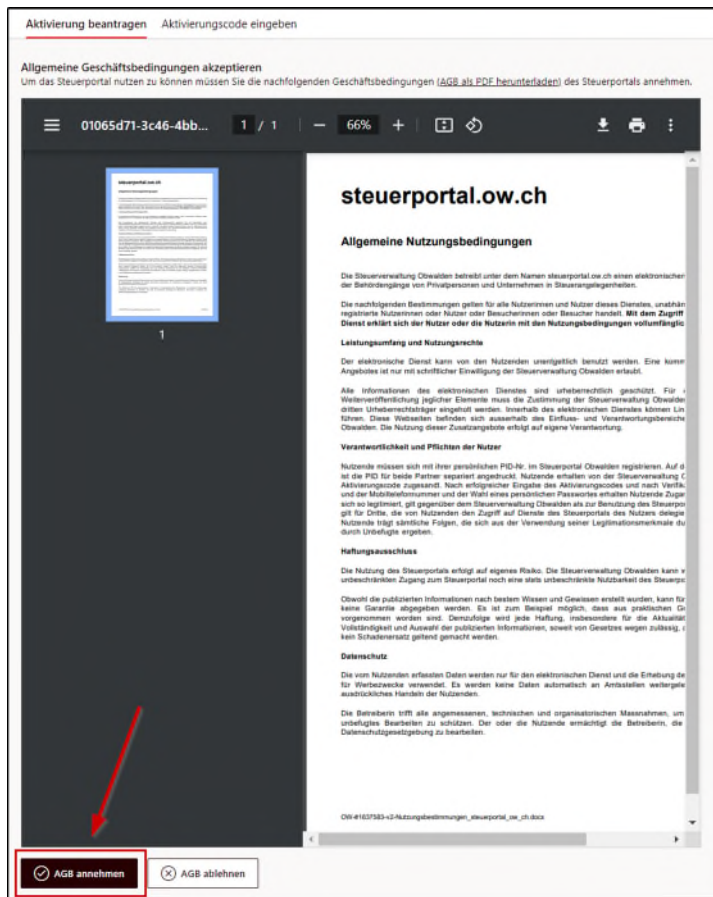 Aktivierung beantragen Aktivierungscode eingeben
Allgemeine Geschäftsbedingungen akzeptieren
Um das Steuerportal nutzen zu können müssen Sie die nachfolgenden Geschäftsbedingungen (AGB als PDF herunterladen) des Steuerportals annehmen.
01065d71-3c46-4bb... 1 / 1 66%
steuerportal.ow.ch
Allgemeine Nutzungsbedingungen
Die Steuerverwaltung Obwalden betreibt unter dem Namen steuerportal.ow.ch einen elektronischen
der Behördengänge von Privatpersonen und Unternehmen in Steuerangelegenheiten.
Die nachfolgenden Bestimmungen gelten für alle Nutzerinnen und Nutzer dieses Dienstes, unabhän
registrierte Nutzerinnen oder Nutzer oder Besucherinnen oder Besucher handelt. Mit dem Zugriff
Dienst erklärt sich der Nutzer oder die Nutzerin mit den Nutzungsbedingungen vollumfänglic
Leistungsumfang und Nutzungsrechte
Der elektronische Dienst kann von den Nutzenden unentgeltlich benutzt werden. Eine komm
Angebotes ist nur mit schriftlicher Einwilligung der Steuerverwaltung Obwalden erlaubt.
Alle Informationen des elektronischen Dienstes sind urheberrechtlich geschützt. Für
Weiterveröffentlichung jeglicher Elemente muss die Zustimmung der Steuerverwaltung Obwalden
dritten Urheberrechtsträger eingeholt werden. Innerhalb des elektronischen Dienstes können Lin
führen. Diese Webseiten befinden sich ausserhalb des Einfluss- und Verantwortungsbereiche
Obwalden. Die Nutzung dieser Zusatzangebote erfolgt auf eigene Verantwortung.
Verantwortlichkeit und Pflichten der Nutzer
Nutzende müssen sich mit ihrer persönlichen PID-Nr. im Steuerportal Obwalden registrieren. Auf d
ist die PID für beide Partner separiert angedruckt. Nutzende erhalten von der Steuerverwaltung O
Aktivierungscode zugesandt. Nach erfolgreicher Eingabe des Aktivierungscodes und nach Verifik
und der Mobiltelefonnummer und der Wahl eines persönlichen Passwortes erhalten Nutzende Zugan
sich so legitimiert, gilt gegenüber dem Steuerverwaltung Obwalden als zur Benutzung des Steuerpor
gilt für Dritte, die von Nutzenden den Zugriff auf Dienste des Steuerportals des Nutzers delegie
Nutzende trägt sämtliche Folgen, die sich aus der Verwendung seiner Legitimationsmerkmale du
durch Unbefugte ergeben.
Haftungsausschluss
Die Nutzung des Steuerportals erfolgt auf eigenes Risiko. Die Steuerverwaltung Obwalden kann v
unbeschränkten Zugang zum Steuerportal noch eine stets unbeschränkte Nutzbarkeit des Steuerpo
Obwohl die publizierten Informationen nach bestem Wissen und Gewissen erstellt wurden, kann für
keine Garantie abgegeben werden. Es ist zum Beispiel möglich, dass aus praktischen Gr
vorgenommen worden sind. Demzufolge wird jede Haftung, insbesondere für die Aktualität
Vollständigkeit und Auswahl der publizierten Informationen, soweit von Gesetzes wegen zulässig,
kein Schadenersatz geltend gemacht werden.
Datenschutz
Die vom Nutzenden erfassten Daten werden nur für den elektronischen Dienst und die Erhebung de
für Werbezwecke verwendet. Es werden keine Daten automatisch an Amtsstellen weitergele
ausdrückliches Handeln der Nutzenden.
Die Betreiberin trifft alle angemessenen, technischen und organisatorischen Massnahmen, um
unbefugtes Bearbeiten zu schützen. Der oder die Nutzende ermächtigt die Betreiberin, die
Datenschutzgesetzgebung zu bearbeiten.
OW-#1637583-v2-Nutzungsbestimmungen_steuerportal_ow_ch.docx
1
AGB annehmen AGB ablehnen